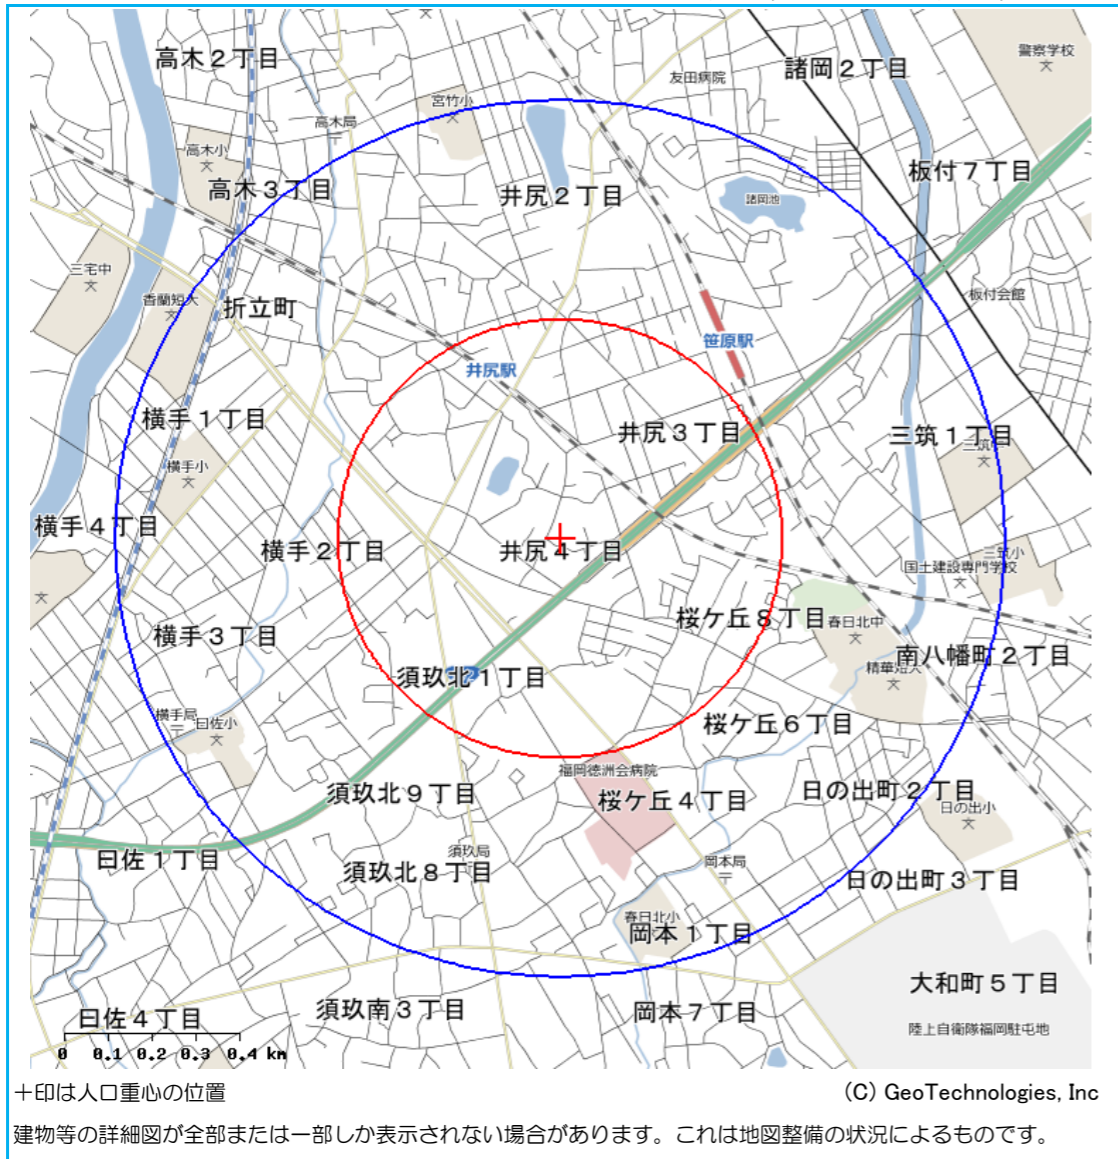 高木２丁目
諸岡２丁目
警察学校
友田病院
宮竹小
高木局
高木小
高木３丁目
井尻２丁目
板付７丁目
諸岡池
三宅中
香蘭短大
折立町
板付会館
笹原駅
井尻駅
横手１丁目
井尻３丁目
三筑１丁目
三筑中
横手小
横手４丁目
横手２丁目
井尻４丁目
三筑小
国土建設専門学校
桜ケ丘８丁目
春日北中
横手３丁目
南八幡町２丁目
精華短大
須玖北１丁目
横手局
曰佐小
桜ケ丘６丁目
福岡徳洲会病院
須玖北９丁目
桜ケ丘４丁目
日の出町２丁目
日の出小
曰佐１丁目
須玖局
須玖北８丁目
岡本局
日の出町３丁目
春日北小
岡本１丁目
大和町５丁目
須玖南３丁目
岡本７丁目
曰佐４丁目
陸上自衛隊福岡駐屯地
0 0.1 0.2 0.3 0.4 km
＋印は人口重心の位置
(C) GeoTechnologies, Inc
建物等の詳細図が全部または一部しか表示されない場合があります。これは地図整備の状況によるものです。